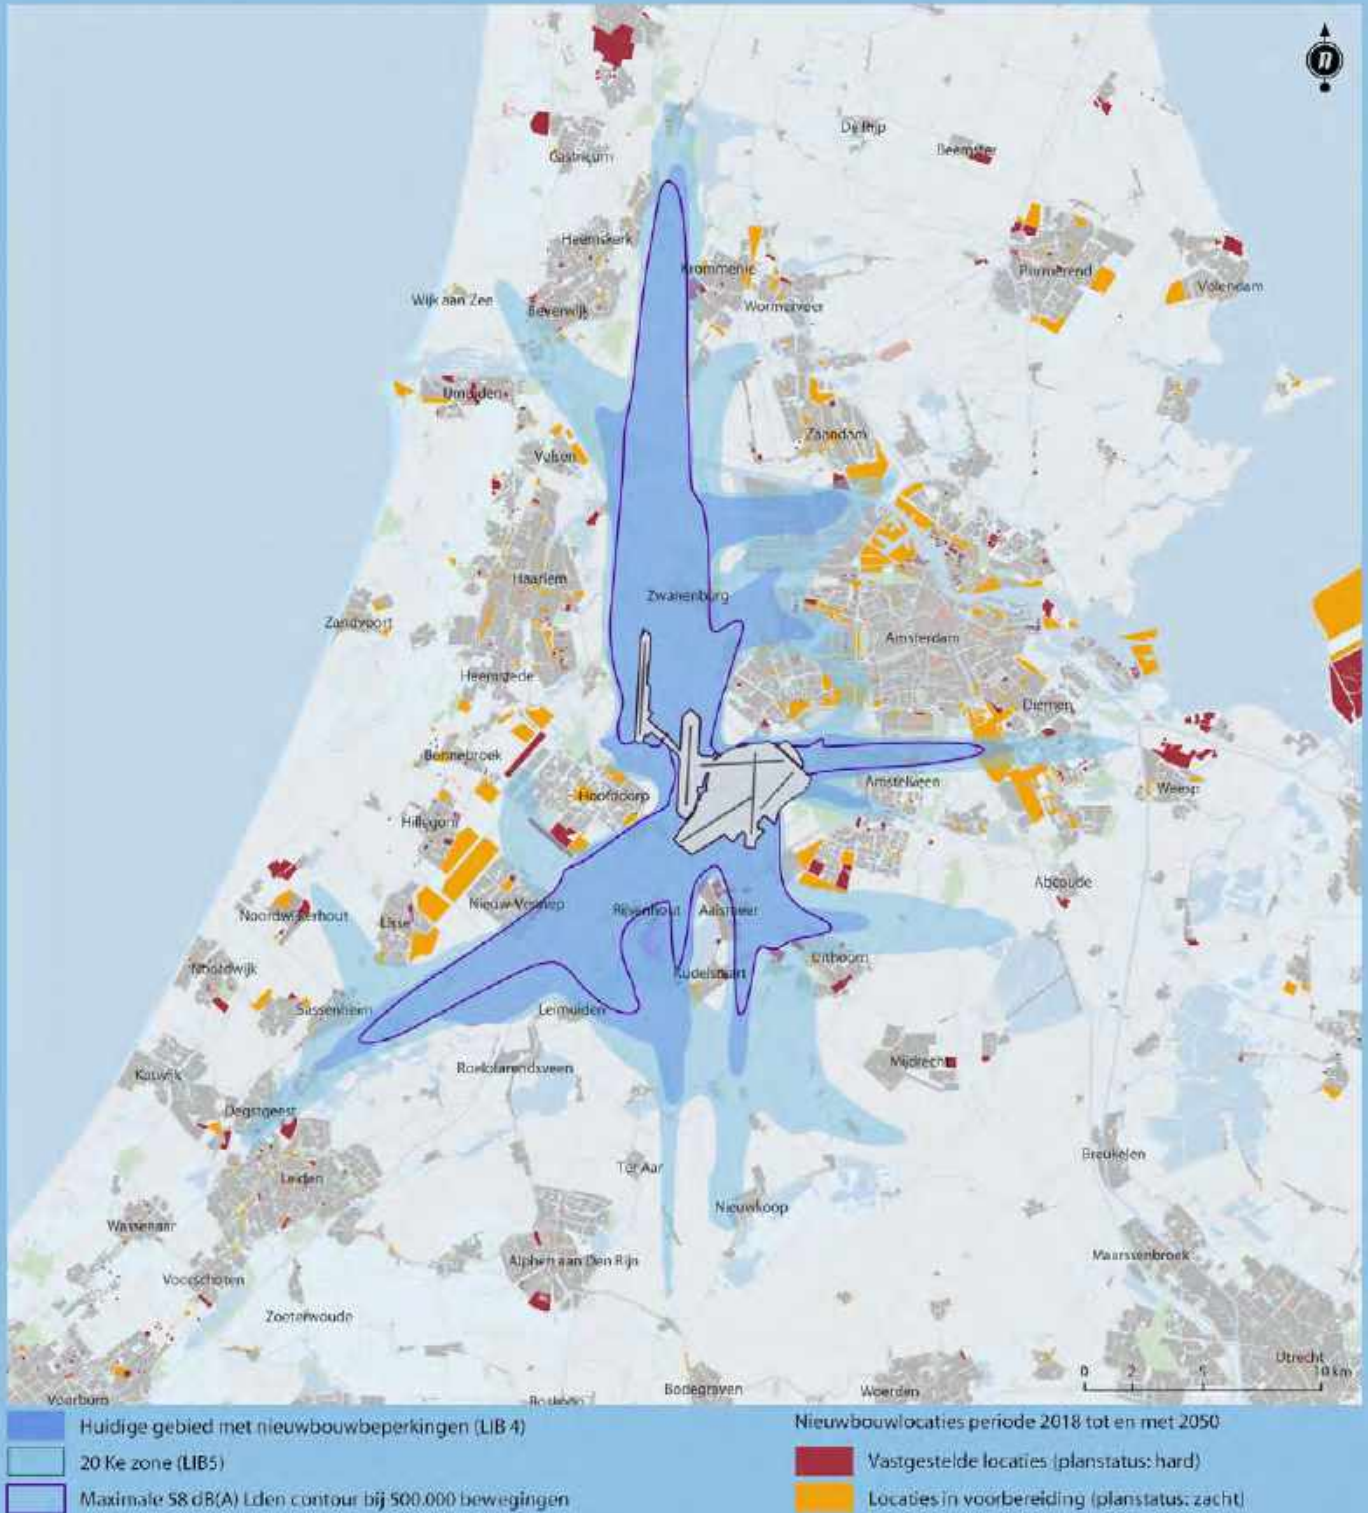 n
De Rijp
Castricum
Beemster
Heemskerk
Krommenie
Purmerend
Wijk aan Zee
Beverwijk
Wormerveer
Volendam
IJmuiden
Zaandam
Velsen
Haarlem
Zwanenburg
Zandvoort
Amsterdam
Heemstede
Diemen
Bennebroek
Amstelveen
Weesp
Hoofddorp
Hillegom
Abcoude
Noordwijkerhout
Lisse
Nieuw-Vennep
Rijsenhout
Aalsmeer
Noordwijk
Kudelstaart
Uithoorn
Sassenheim
Leimuiden
Mijdrecht
Katwijk
Roelofarendsveen
Oegstgeest
Breukelen
Leiden
Ter Aar
Nieuwkoop
Wassenaar
Maarssenbroek
Alphen aan Den Rijn
Voorschoten
Zoeterwoude
Utrecht
0 2 5 10 km
Voorburg
Bodegraven
Woerden
Huidige gebied met nieuwbouwbeperkingen (LIB 4)
20 Ke zone (LIB5)
Maximale 58 dB(A) Lden contour bij 500.000 bewegingen
Nieuwbouwlocaties periode 2018 tot en met 2050
Vastgestelde locaties (planstatus: hard)
Locaties in voorbereiding (planstatus: zacht)